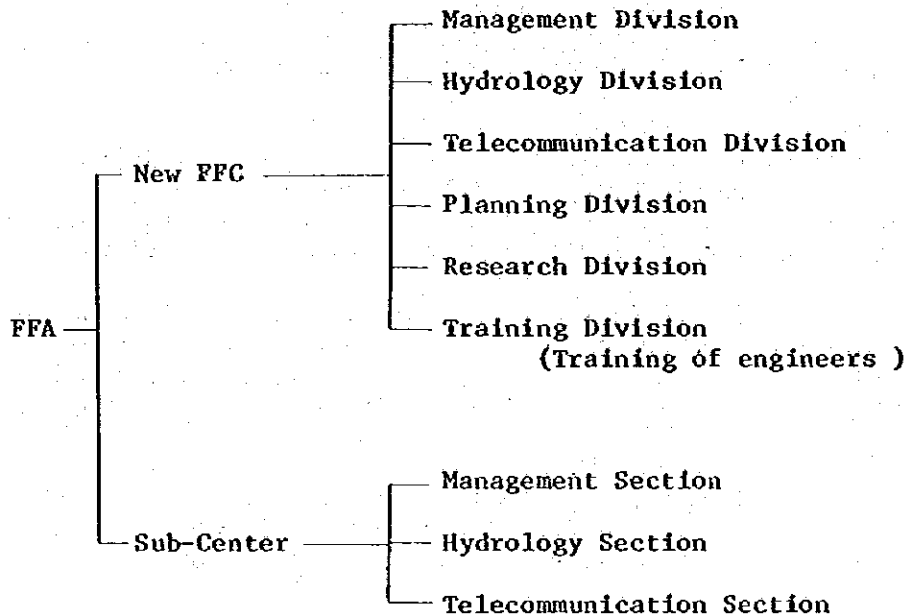 Management Division
Hydrology Division
Telecommunication Division
New FFC
Planning Division
Research Division
FFA
Training Division
(Training of engineers )
Management Section
Sub-Center
Hydrology Section
Telecommunication Section